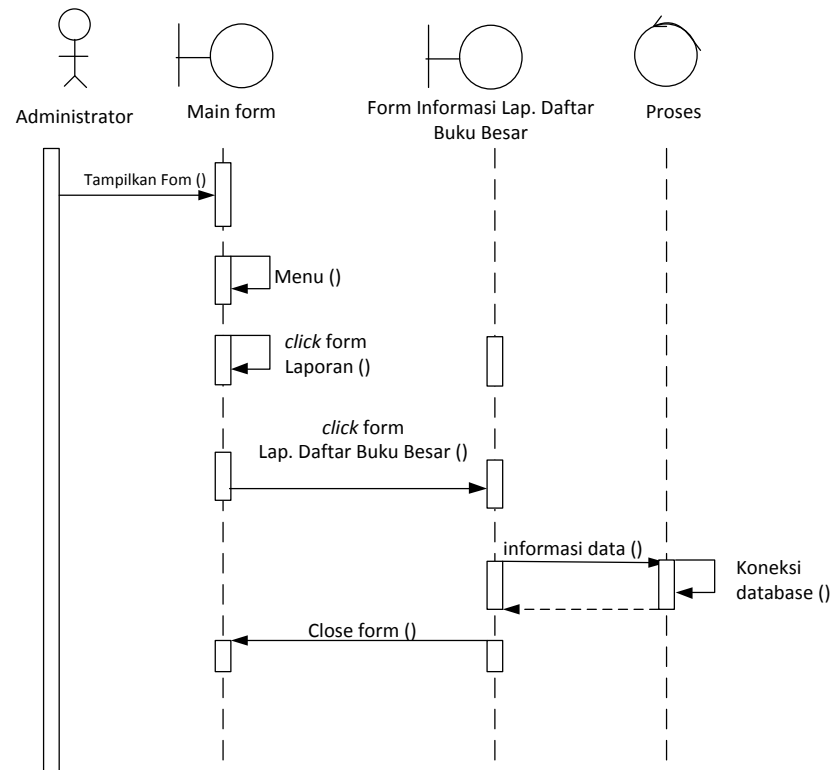 Administrator
Main form
Form Informasi Lap. Daftar
Buku Besar
Proses
Tampilkan Fom ()
Menu ()
click form
Laporan ()
click form
Lap. Daftar Buku Besar ()
informasi data ()
Koneksi
database ()
Close form ()